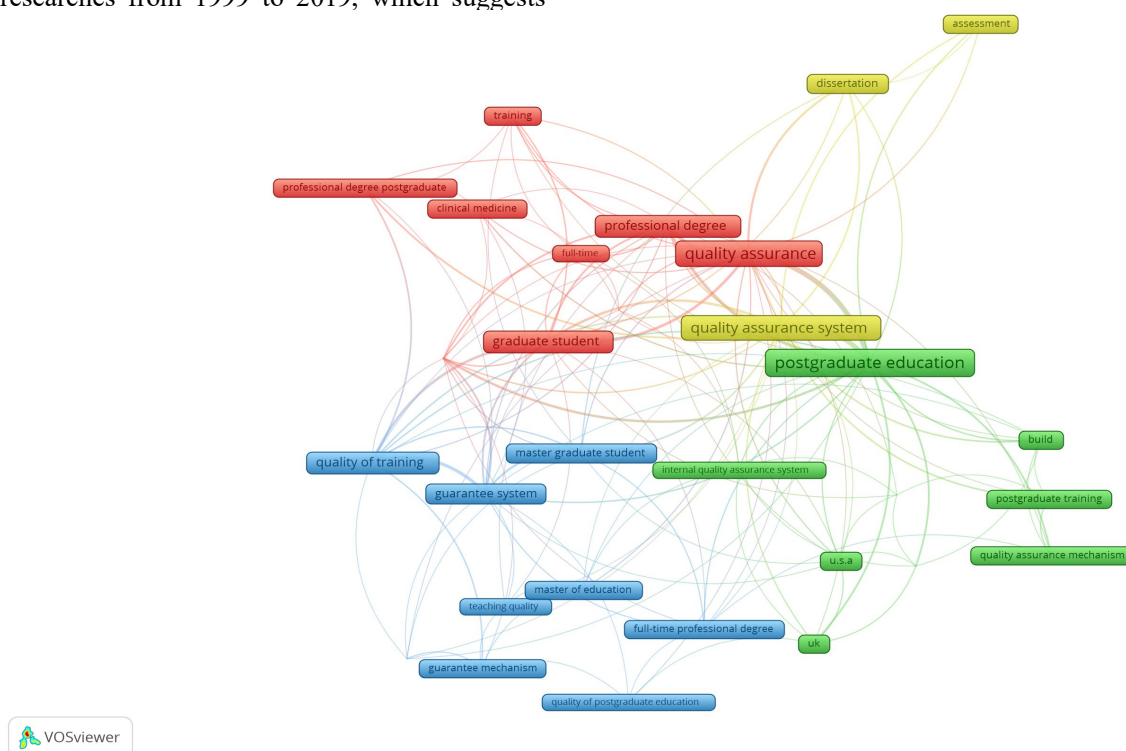 researches from 1999 to 2019, which suggests
assessment
dissertation
training
professional degree postgraduate
clinical medicine
professional degree
full-time
quality assurance
quality assurance system
graduate student
postgraduate education
build
master graduate student
quality of training
internal quality assurance system
guarantee system
postgraduate training
quality assurance mechanism
u.s.a
master of education
teaching quality
full-time professional degree
uk
guarantee mechanism
quality of postgraduate education
VOSviewer